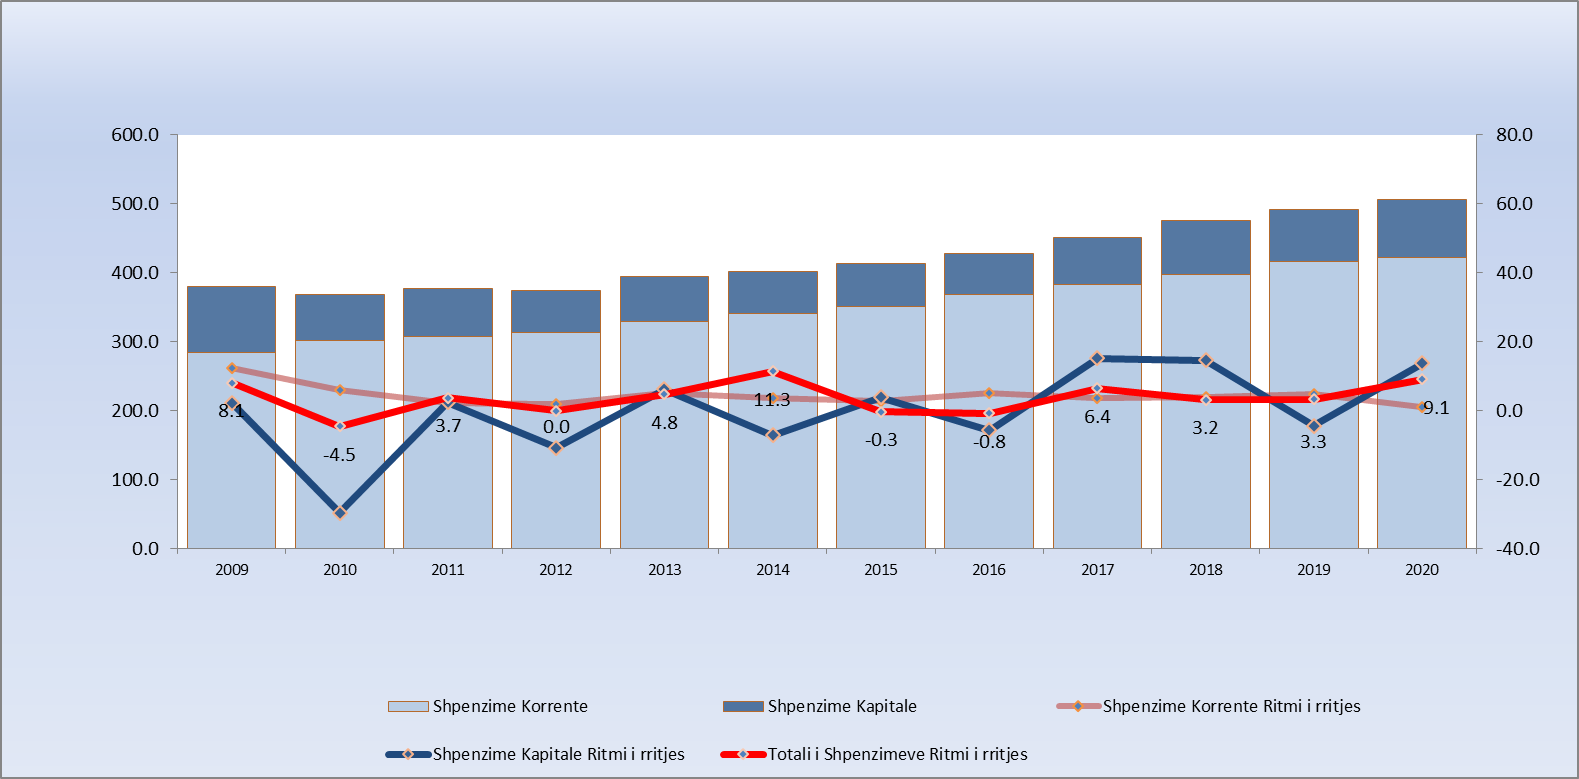 600.0 80.0
500.0 60.0
400.0 40.0
300.0 20.0
200.0 0.0
100.0 -20.0
0.0 -40.0
8.1 -4.5 3.7 0.0 4.8 11.3 -0.3 -0.8 6.4 3.2 3.3 9.1
2009 2010 2011 2012 2013 2014 2015 2016 2017 2018 2019 2020
Shpenzime Korrente Shpenzime Kapitale Shpenzime Korrente Ritmi i rritjes
Shpenzime Kapitale Ritmi i rritjes Totali i Shpenzimeve Ritmi i rritjes